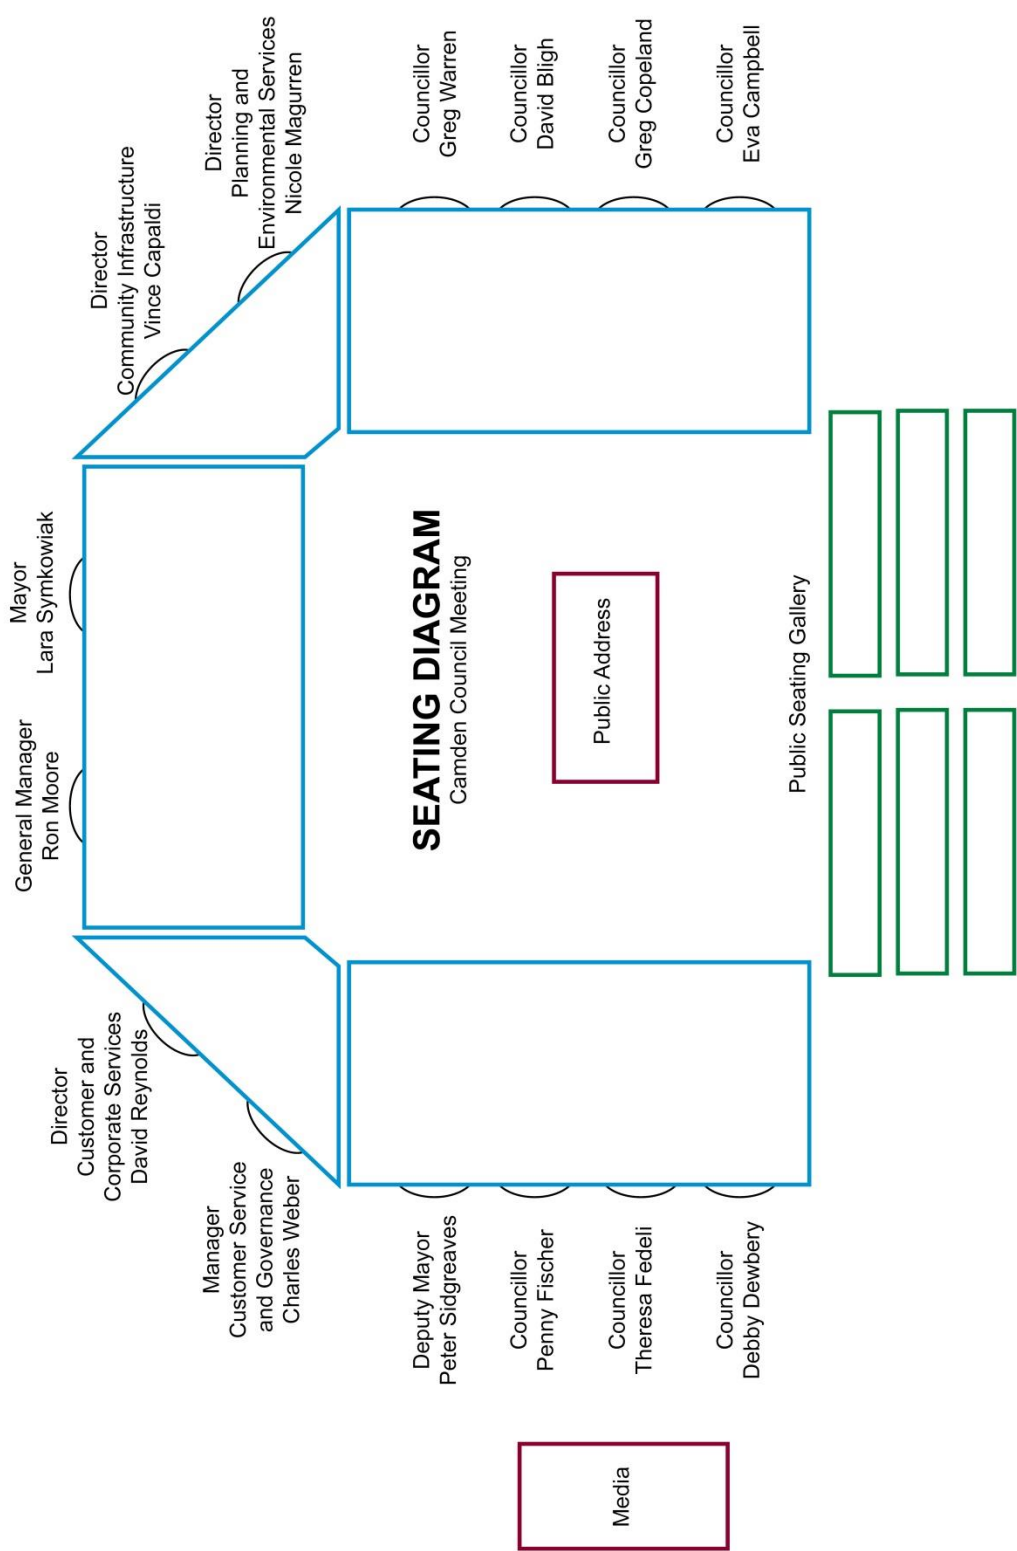 SEATING DIAGRAM
Camden Council Meeting
General Manager
Ron Moore
Mayor
Lara Symkowiak
Director
Customer and
Corporate Services
David Reynolds
Manager
Customer Service
and Governance
Charles Weber
Director
Community Infrastructure
Vince Capaldi
Director
Planning and
Environmental Services
Nicole Magurren
Deputy Mayor
Peter Sidgreaves
Councillor
Penny Fischer
Councillor
Theresa Fedeli
Councillor
Debby Dewbery
Councillor
Greg Warren
Councillor
David Bligh
Councillor
Greg Copeland
Councillor
Eva Campbell
Public Address
Media
Public Seating Gallery